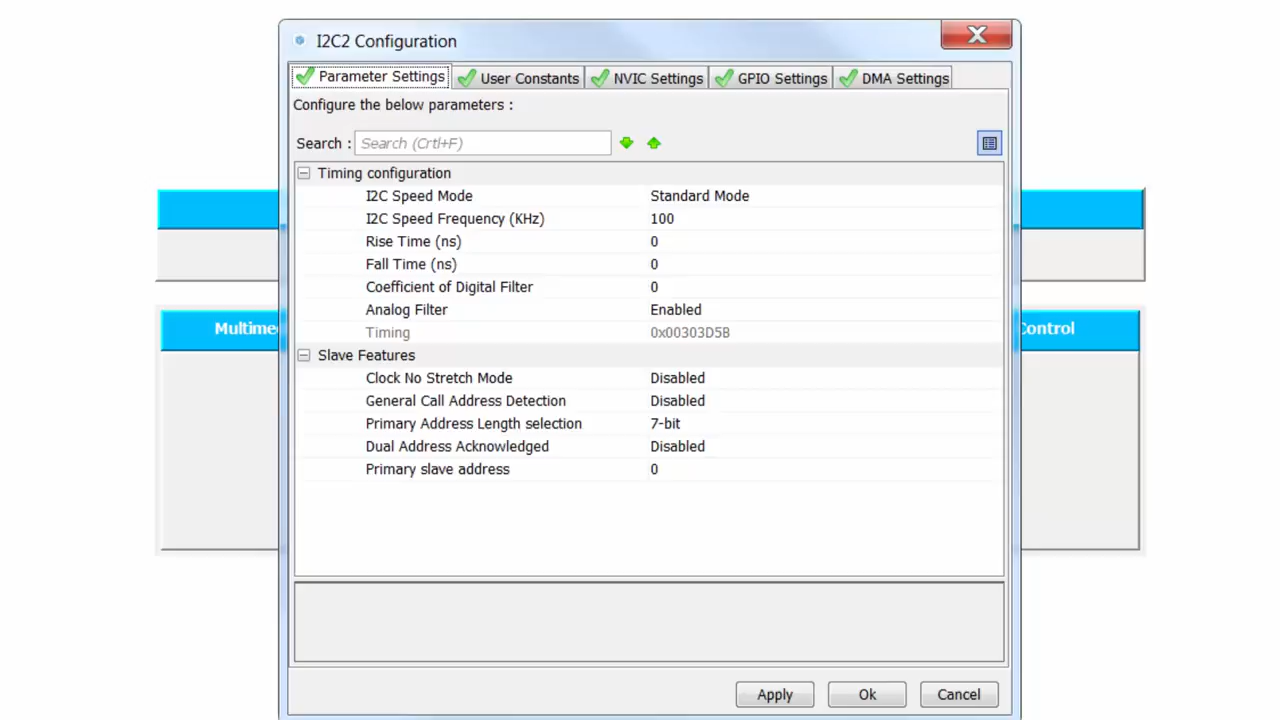 I2C2 Configuration
Parameter Settings User Constants NVIC Settings GPIO Settings DMA Settings
Configure the below parameters :
Search : Search (Crtl+F)
Timing configuration
I2C Speed Mode Standard Mode
I2C Speed Frequency (KHz) 100
Rise Time (ns) 0
Fall Time (ns) 0
Coefficient of Digital Filter 0
Analog Filter Enabled
Multimed Timing 0x00303D5B Control
Slave Features
Clock No Stretch Mode Disabled
General Call Address Detection Disabled
Primary Address Length selection 7-bit
Dual Address Acknowledged Disabled
Primary slave address 0
Apply Ok Cancel